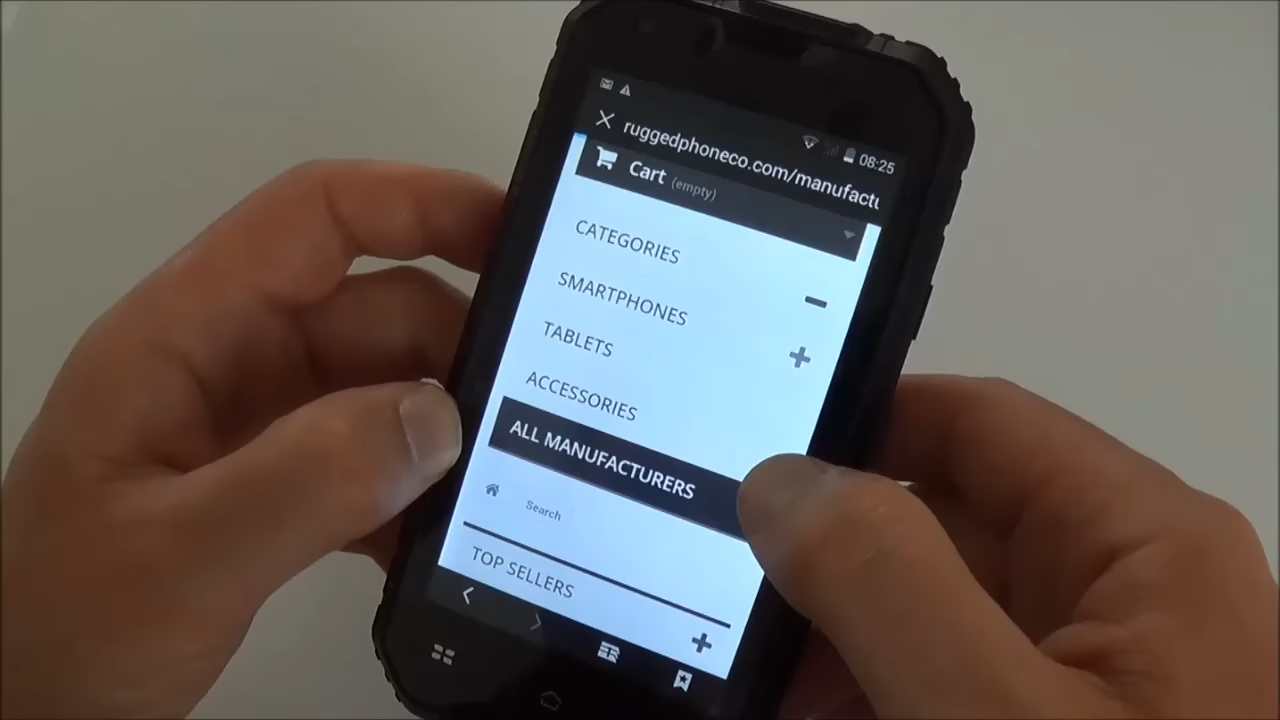 08:25
ruggedphoneco.com/manufactu
Cart (empty)
CATEGORIES
SMARTPHONES
TABLETS
ACCESSORIES
ALL MANUFACTURERS
Search
TOP SELLERS